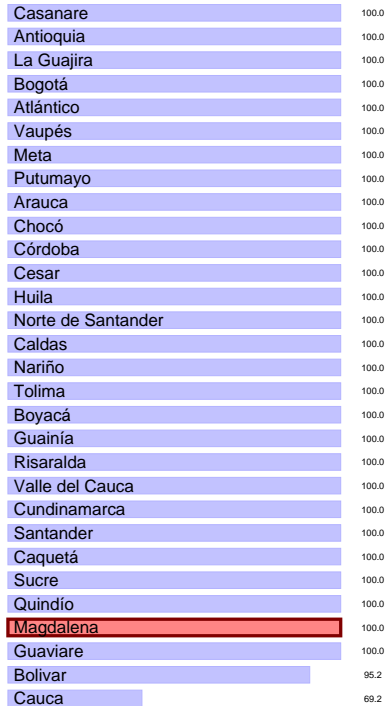 Casanare 100.0
Antioquia 100.0
La Guajira 100.0
Bogotá 100.0
Atlántico 100.0
Vaupés 100.0
Meta 100.0
Putumayo 100.0
Arauca 100.0
Chocó 100.0
Córdoba 100.0
Cesar 100.0
Huila 100.0
Norte de Santander 100.0
Caldas 100.0
Nariño 100.0
Tolima 100.0
Boyacá 100.0
Guainía 100.0
Risaralda 100.0
Valle del Cauca 100.0
Cundinamarca 100.0
Santander 100.0
Caquetá 100.0
Sucre 100.0
Quindío 100.0
Magdalena 100.0
Guaviare 100.0
Bolivar 95.2
Cauca 69.2